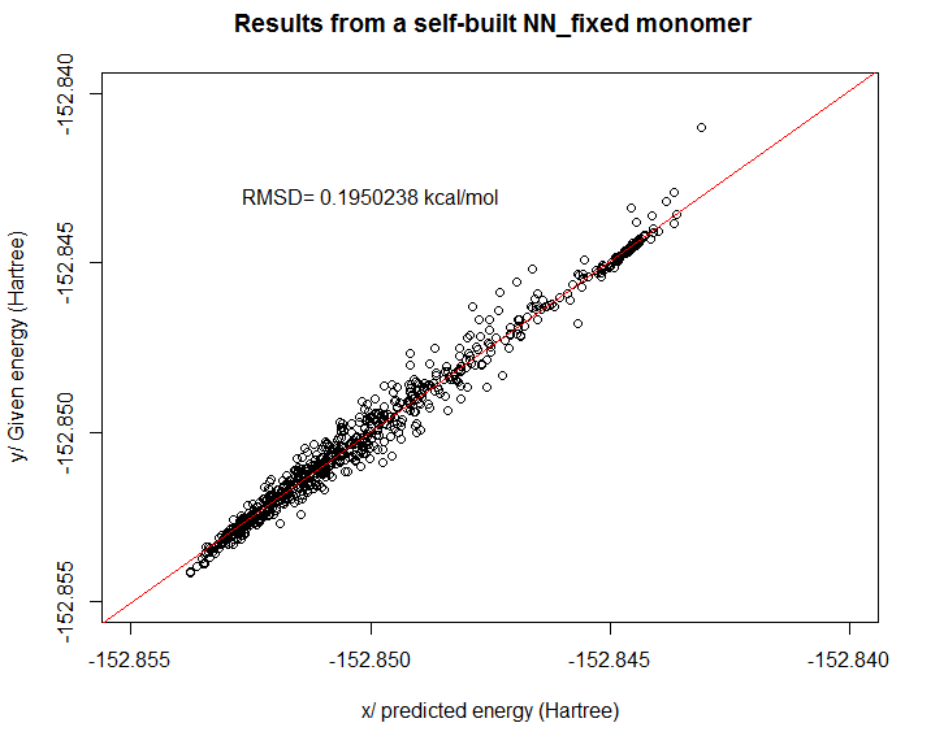 Results from a self-built NN_fixed monomer
-152.840
RMSD= 0.1950238 kcal/mol
-152.845
y/ Given energy (Hartree)
-152.850
-152.855
-152.855 -152.850 -152.845 -152.840
x/ predicted energy (Hartree)